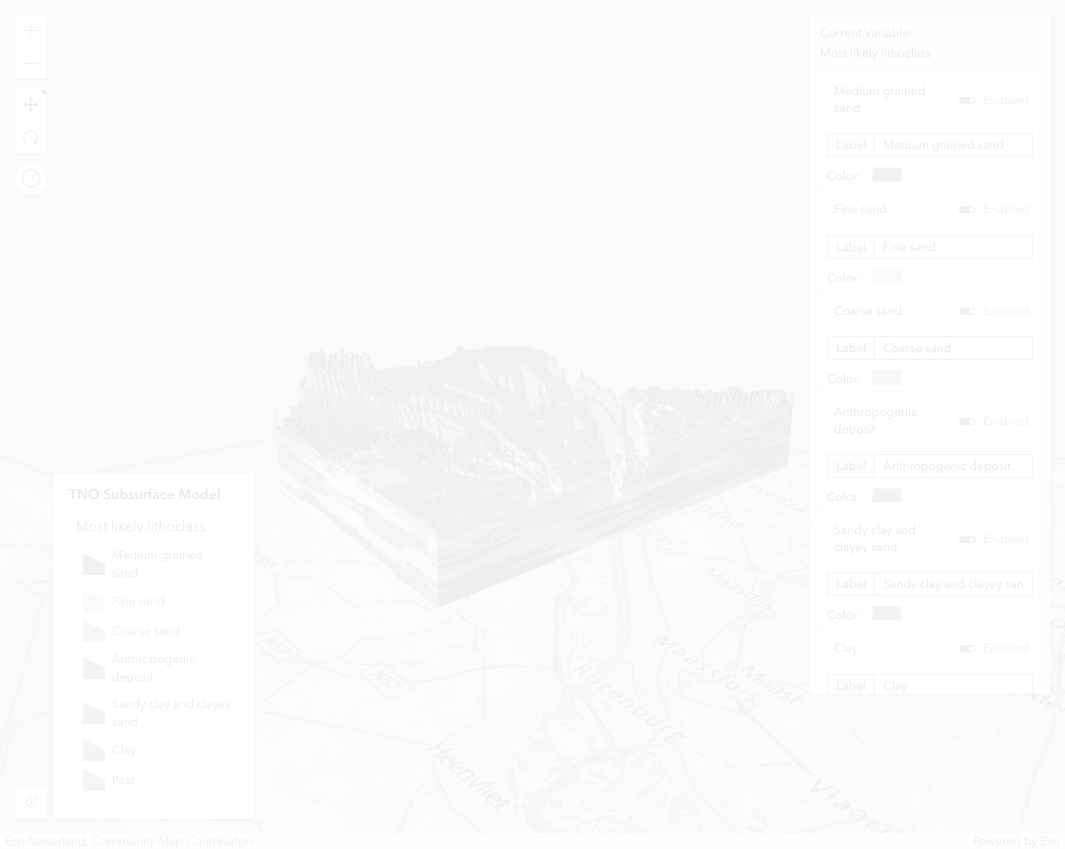 Current Variable:
Most likely lithoclass
Medium grained
sand
Enabled
Label Medium grained sand
Color:
Fine sand
Enabled
Label Fine sand
Color:
Coarse sand
Enabled
Label Coarse sand
Color:
Anthropogenic
deposit
Enabled
Label Anthropogenic deposit
Color:
Sandy clay and
clayey sand
Enabled
Label Sandy clay and clayey san
Color:
Clay
Enabled
Label Clay
TNO Subsurface Model
Most likely lithoclass
Medium grained
sand
Fine sand
Coarse sand
Anthropogenic
deposit
Sandy clay and clayey
sand
Clay
Peat
Maasdijk
Maassluis
Maasl
Rozenburg
Heenvliet
Vlaard
N57
N57
Esri Nederland, Community Map Contributors
Powered by Esri